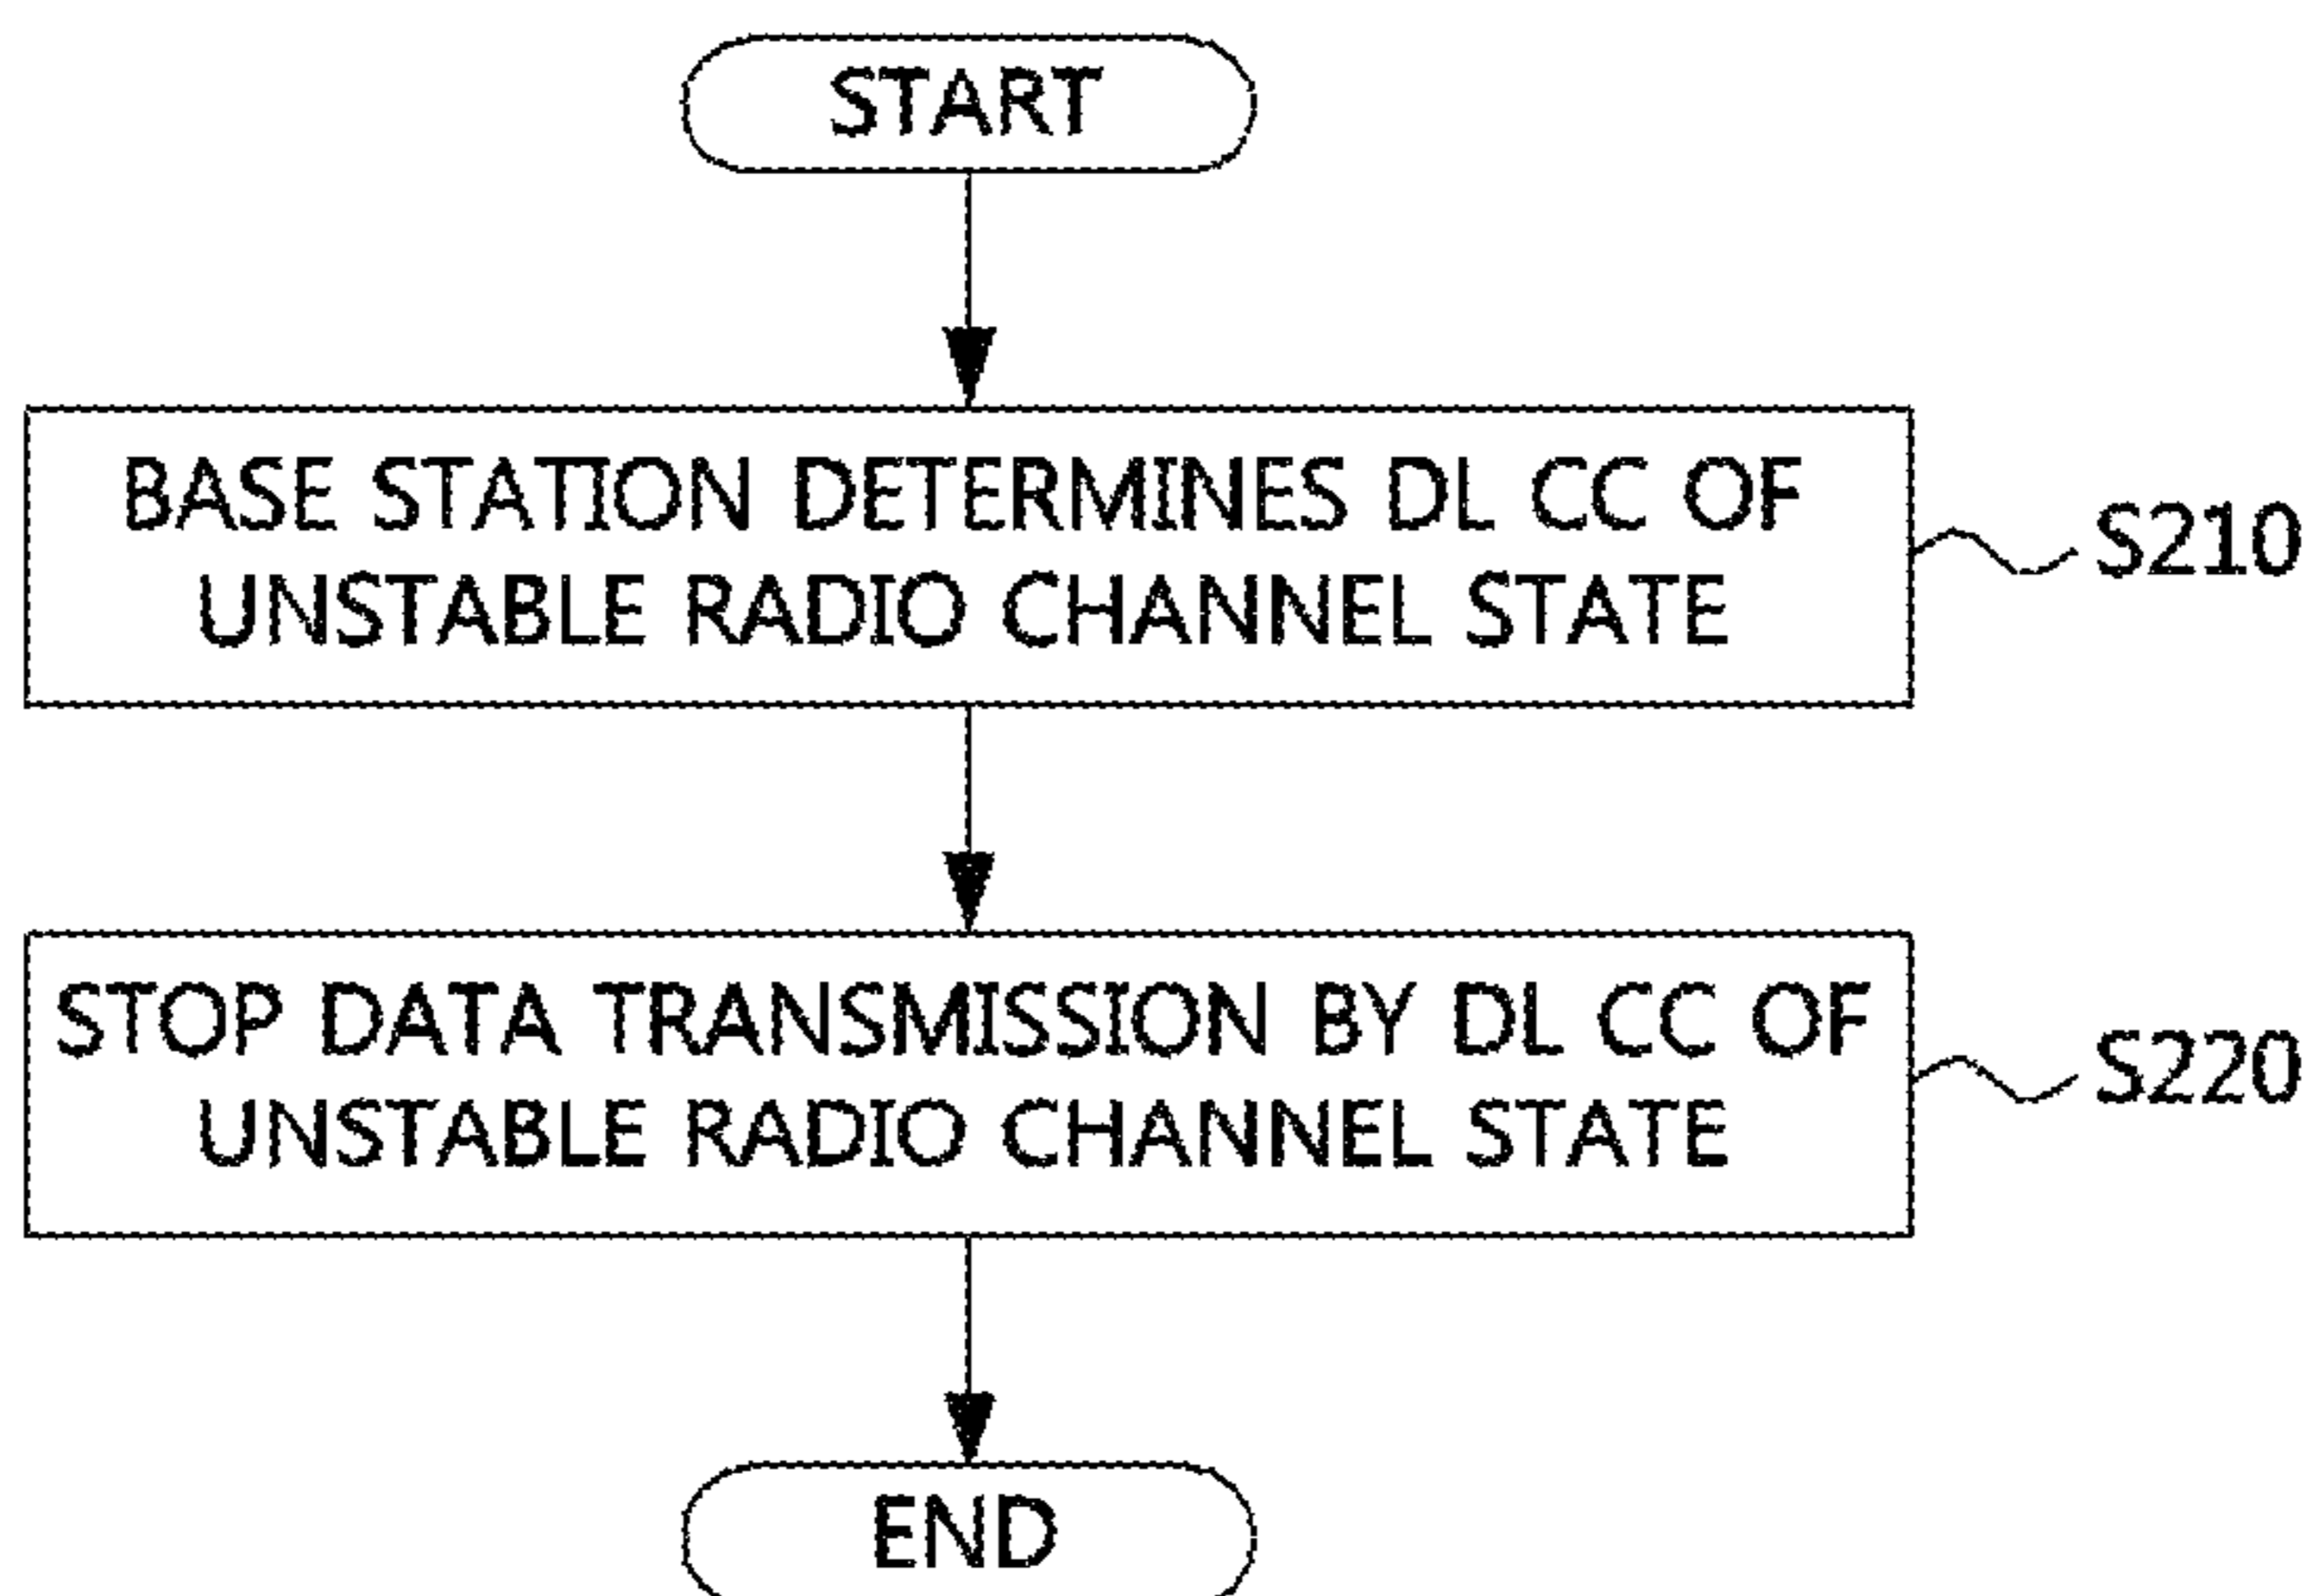 START
BASE STATION DETERMINES DL CC OF
UNSTABLE RADIO CHANNEL STATE
S210
STOP DATA TRANSMISSION BY DL CC OF
UNSTABLE RADIO CHANNEL STATE
S220
END